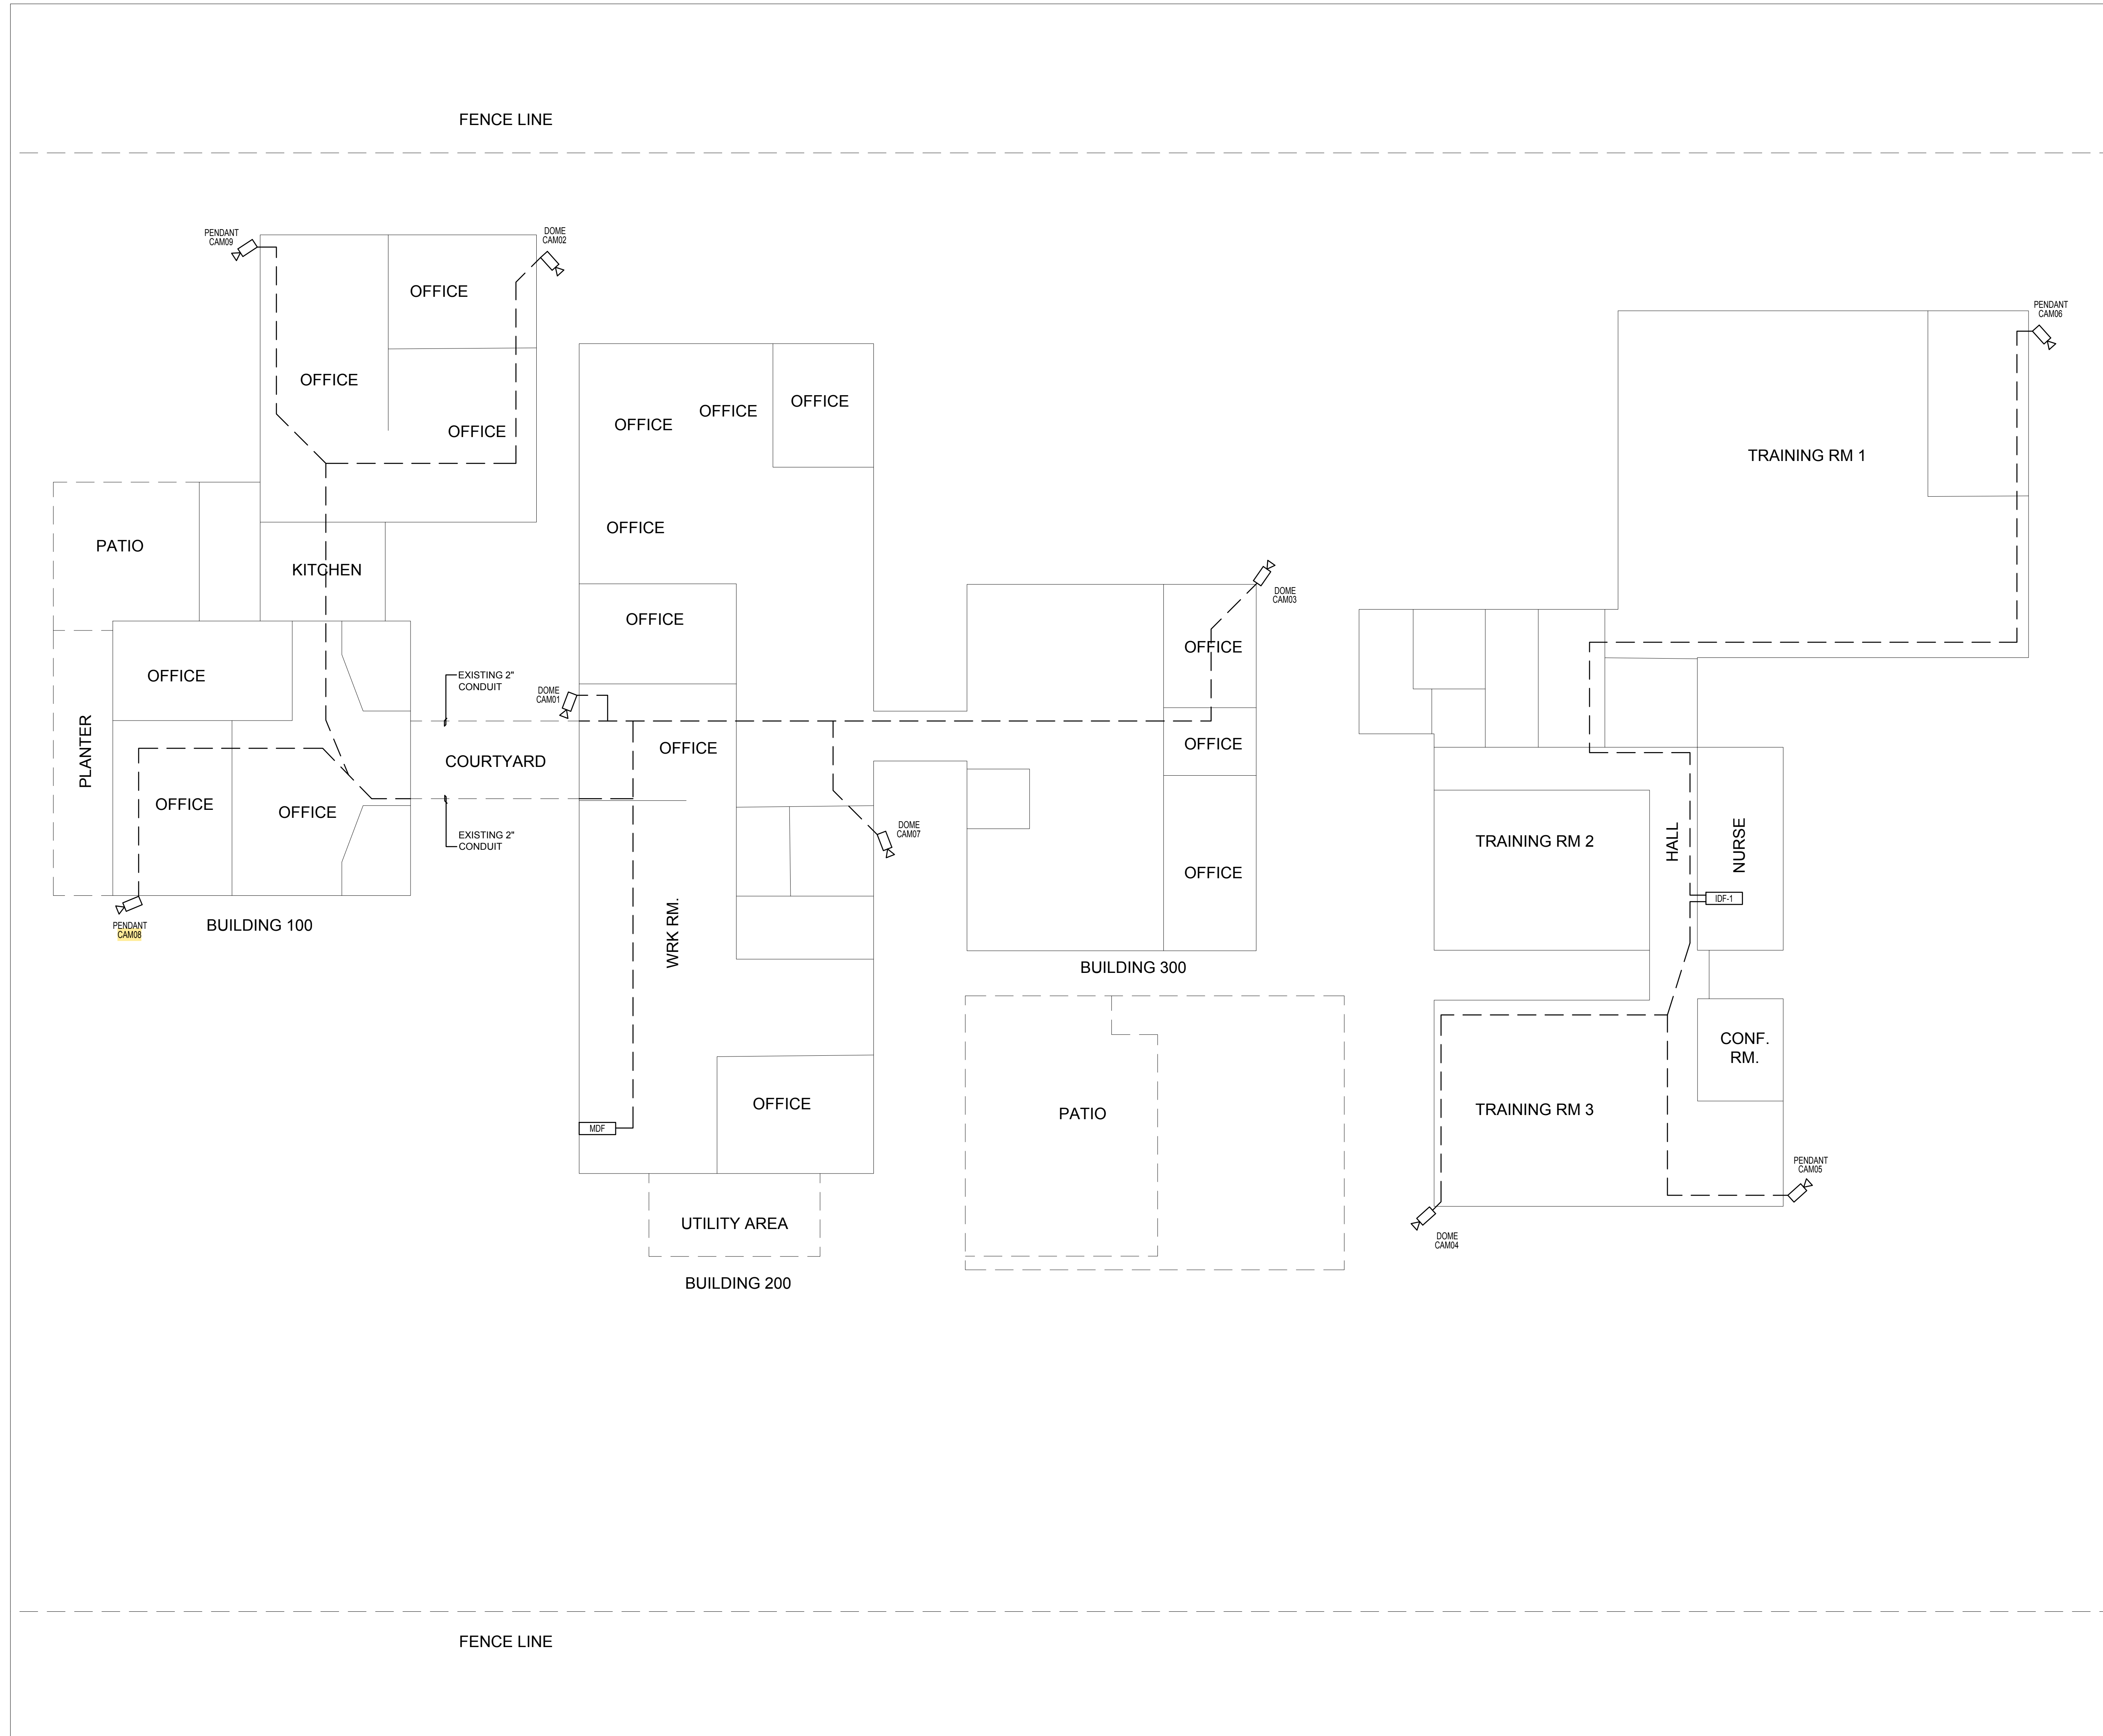 FENCE LINE
PENDANT
CAM09
DOME
CAM02
OFFICE
OFFICE
OFFICE
PATIO
KITCHEN
OFFICE
PLANTER
OFFICE
OFFICE
PENDANT
CAM08
BUILDING 100
EXISTING 2"
CONDUIT
COURTYARD
EXISTING 2"
CONDUIT
DOME
CAM01
OFFICE
OFFICE
OFFICE
OFFICE
OFFICE
OFFICE
DOME
CAM07
WRK RM.
MDF
OFFICE
UTILITY AREA
BUILDING 200
DOME
CAM03
OFFICE
OFFICE
OFFICE
BUILDING 300
PATIO
PENDANT
CAM06
TRAINING RM 1
TRAINING RM 2
HALL
NURSE
IDF-1
CONF.
RM.
TRAINING RM 3
PENDANT
CAM05
DOME
CAM04
FENCE LINE